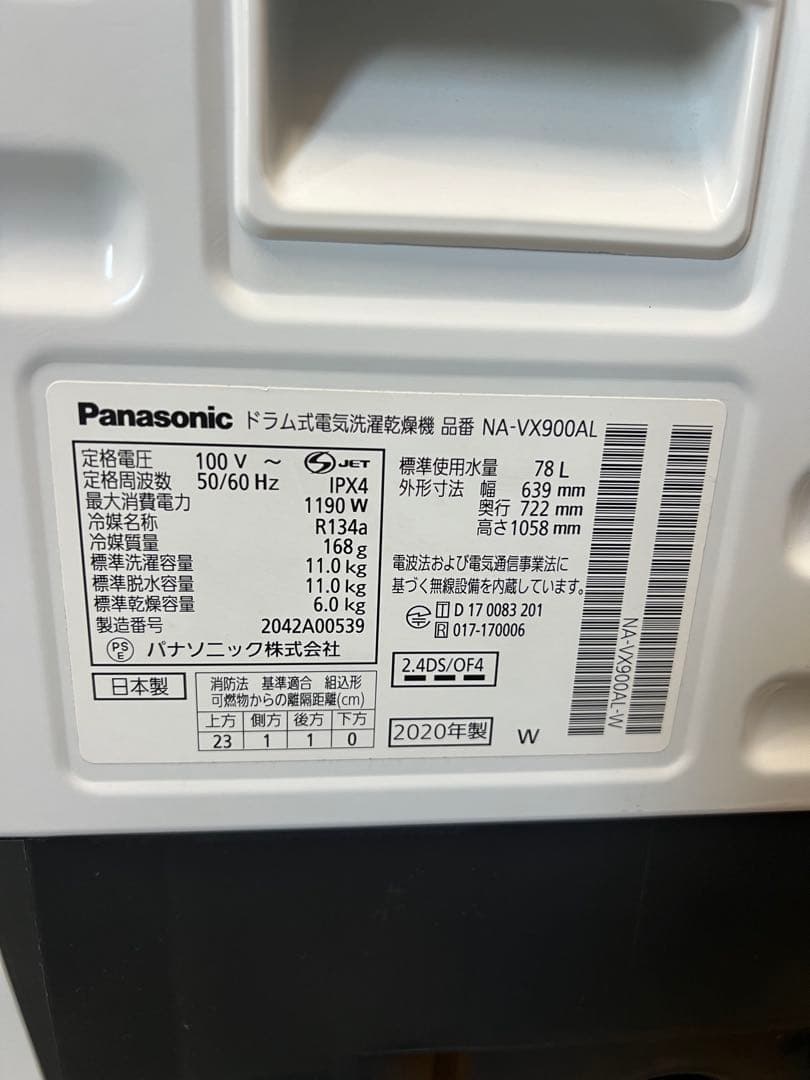 Panasonic ドラム式電気洗濯乾燥機 品番 NA-VX900AL
定格電圧 100 V ～ S JET
定格周波数 50/60 Hz IPX4
最大消費電力 1190 W
冷媒名称 R134a
冷媒質量 168 g
標準洗濯容量 11.0 kg
標準脱水容量 11.0 kg
標準乾燥容量 6.0 kg
製造番号 2042A00539
PSE パナソニック株式会社
標準使用水量 78 L
外形寸法 幅 639 mm
奥行 722 mm
高さ 1058 mm
電波法および電気通信事業法に
基づく無線設備を内蔵しています。
T D 17 0083 201
R 017-170006
2.4DS/OF4
日本製
消防法 基準適合 組込形
可燃物からの離隔距離(cm)
上方 側方 後方 下方
23 1 1 0
2020年製 W
NA-VX900AL-W